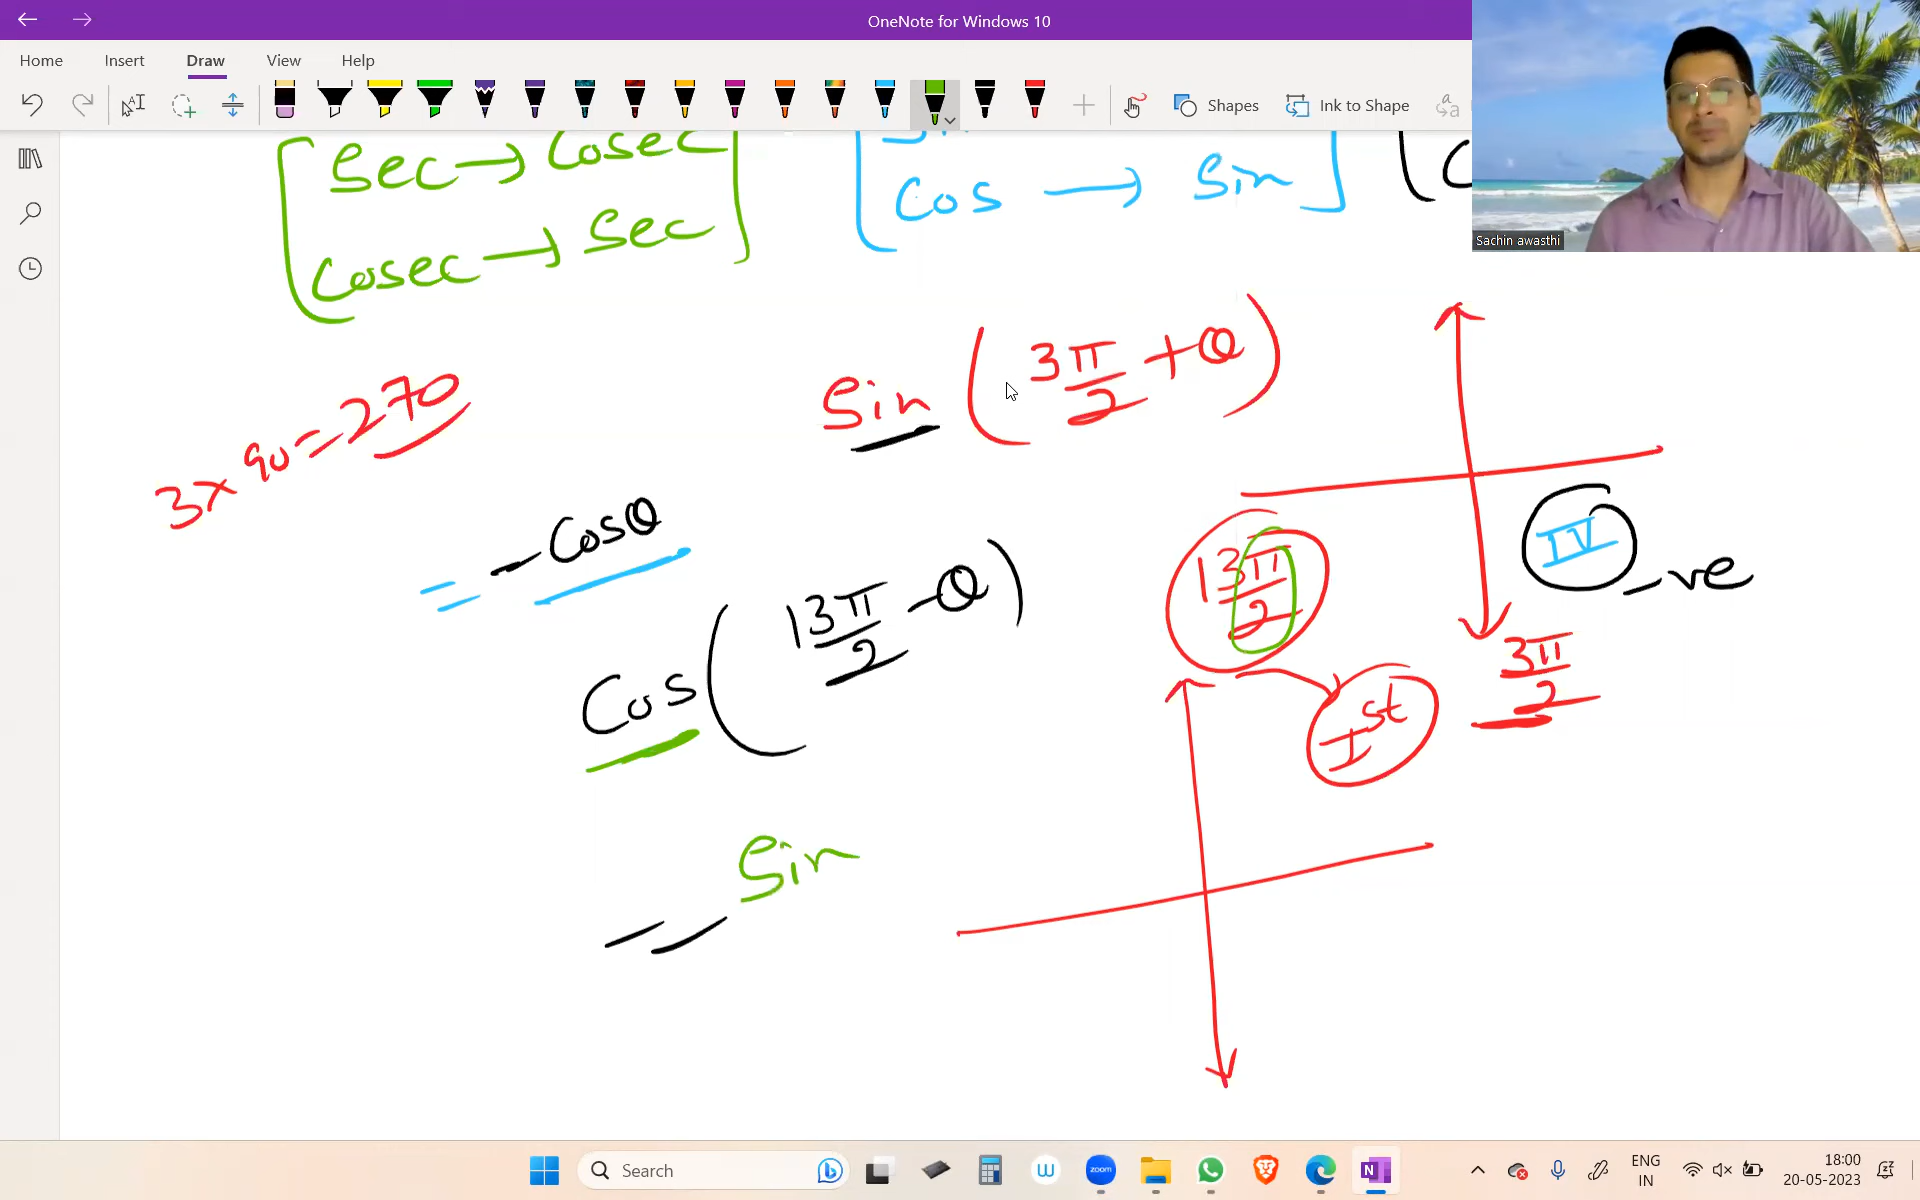 OneNote for Windows 10
Home Insert Draw View Help
Shapes Ink to Shape
Sec → Cosec
Cosec → Sec
Cos → Sin
Sachin awasthi
Sin (3π/2 + θ)
3 x 90 = 270
= - Cosθ
IV
-ve
3π/2
Cos (13π/2 - θ)
13π/2
Ist
= Sin
Search
zoom
ENG
IN
18:00
20-05-2023